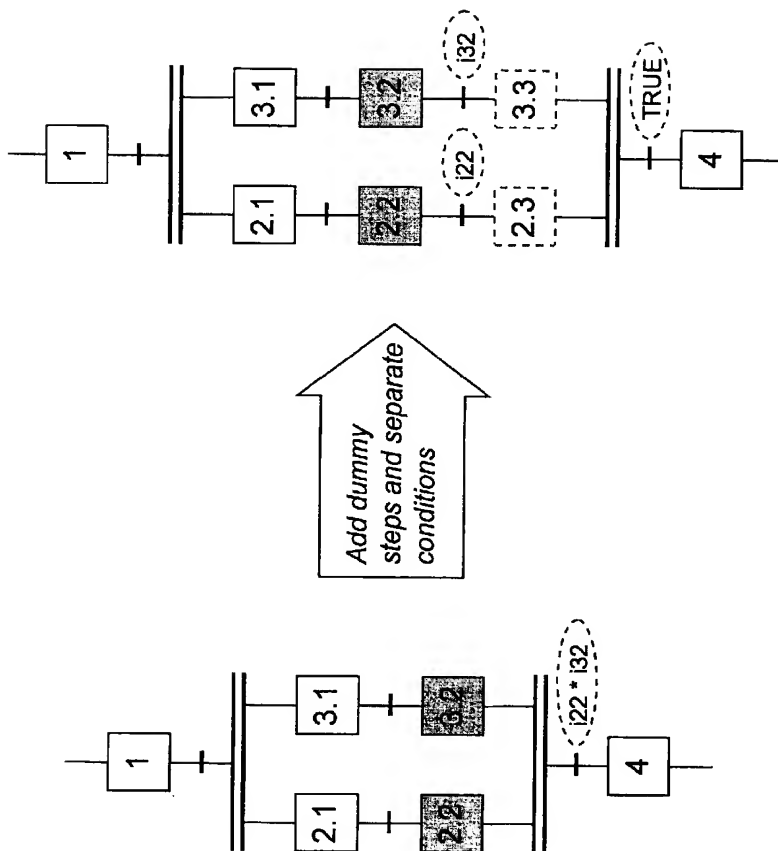 1
2.1
3.1
2.2
3.2
i22 * i32
4
Add dummy
steps and separate
conditions
1
2.1
3.1
2.2
3.2
i22
i32
2.3
3.3
TRUE
4